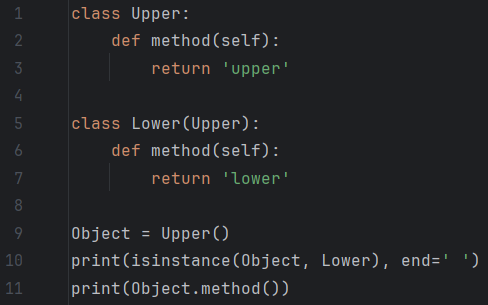 1 class Upper:
2     def method(self):
3         return 'upper'
4
5 class Lower(Upper):
6     def method(self):
7         return 'lower'
8
9 Object = Upper()
10 print(isinstance(Object, Lower), end=' ')
11 print(Object.method())